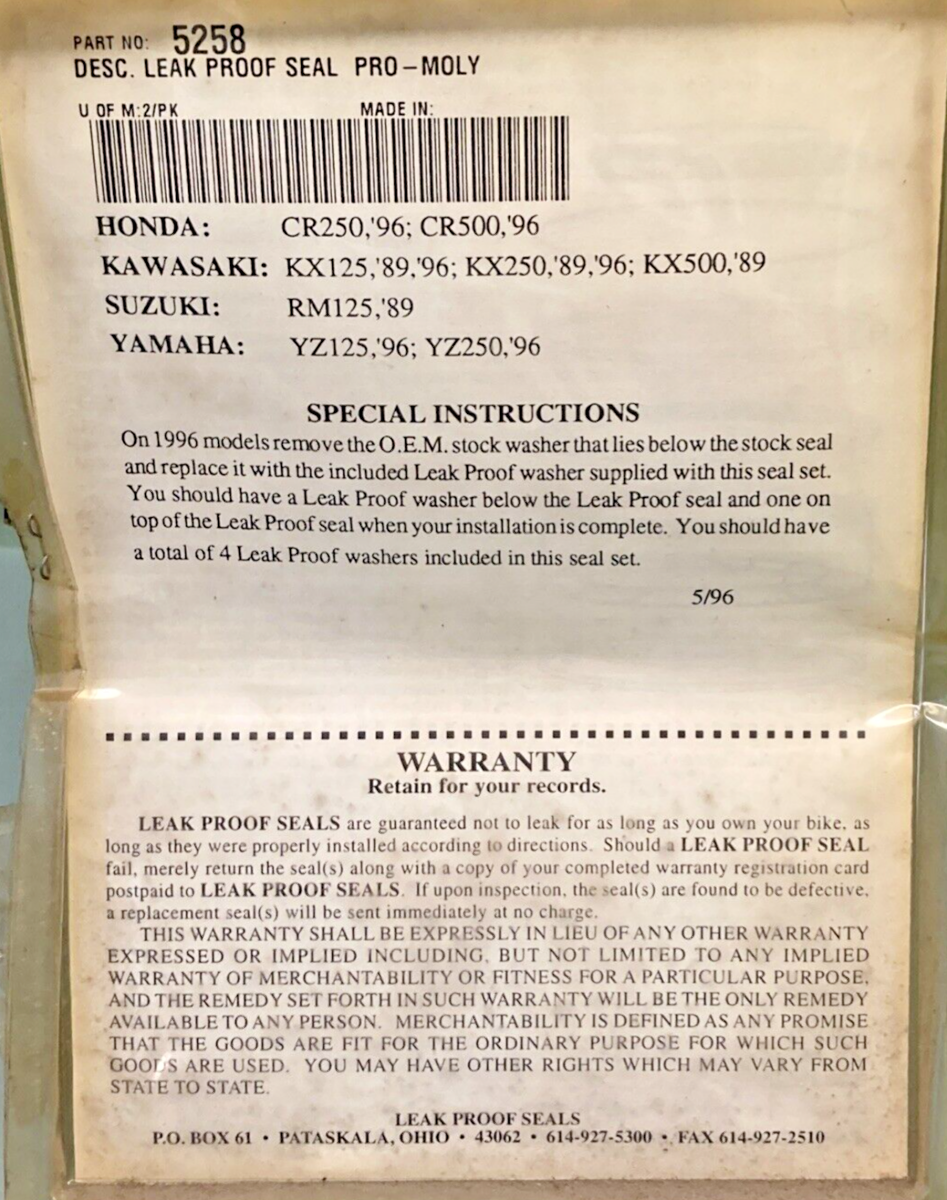 PART NO: 5258
DESC. LEAK PROOF SEAL PRO-MOLY
U OF M:2/PK MADE IN:
HONDA: CR250,'96; CR500,'96
KAWASAKI: KX125,'89,'96; KX250,'89,'96; KX500,'89
SUZUKI: RM125,'89
YAMAHA: YZ125,'96; YZ250,'96
SPECIAL INSTRUCTIONS
On 1996 models remove the O.E.M. stock washer that lies below the stock seal
and replace it with the included Leak Proof washer supplied with this seal set.
You should have a Leak Proof washer below the Leak Proof seal and one on
top of the Leak Proof seal when your installation is complete. You should have
a total of 4 Leak Proof washers included in this seal set.
5/96
WARRANTY
Retain for your records.
LEAK PROOF SEALS are guaranteed not to leak for as long as you own your bike, as
long as they were properly installed according to directions. Should a LEAK PROOF SEAL
fail, merely return the seal(s) along with a copy of your completed warranty registration card
postpaid to LEAK PROOF SEALS. If upon inspection, the seal(s) are found to be defective,
a replacement seal(s) will be sent immediately at no charge.
THIS WARRANTY SHALL BE EXPRESSLY IN LIEU OF ANY OTHER WARRANTY
EXPRESSED OR IMPLIED INCLUDING, BUT NOT LIMITED TO ANY IMPLIED
WARRANTY OF MERCHANTABILITY OR FITNESS FOR A PARTICULAR PURPOSE,
AND THE REMEDY SET FORTH IN SUCH WARRANTY WILL BE THE ONLY REMEDY
AVAILABLE TO ANY PERSON. MERCHANTABILITY IS DEFINED AS ANY PROMISE
THAT THE GOODS ARE FIT FOR THE ORDINARY PURPOSE FOR WHICH SUCH
GOODS ARE USED. YOU MAY HAVE OTHER RIGHTS WHICH MAY VARY FROM
STATE TO STATE.
LEAK PROOF SEALS
P.O. BOX 61 • PATASKALA, OHIO • 43062 • 614-927-5300 • FAX 614-927-2510